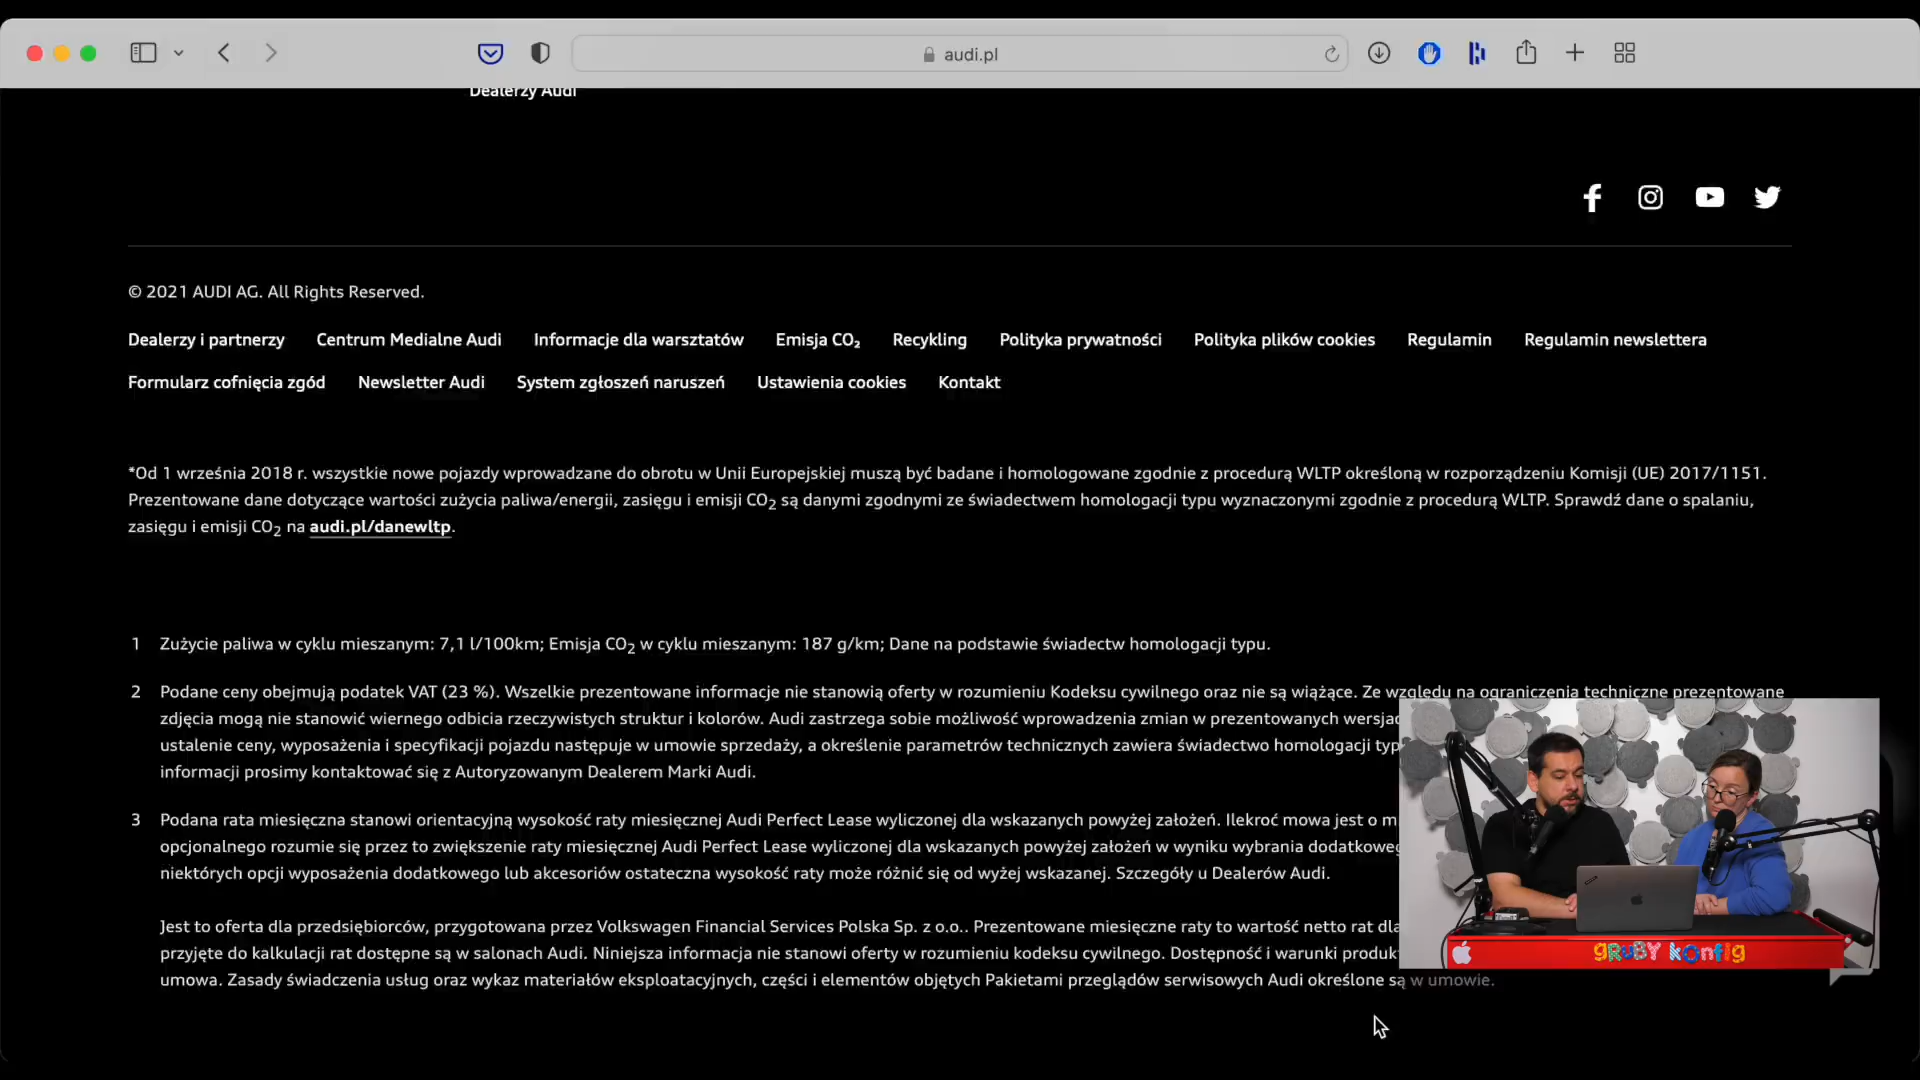 audi.pl
Dealerzy Audi
© 2021 AUDI AG. All Rights Reserved.
Dealerzy i partnerzy Centrum Medialne Audi Informacje dla warsztatów Emisja CO₂ Recykling Polityka prywatności Polityka plików cookies Regulamin Regulamin newslettera
Formularz cofnięcia zgód Newsletter Audi System zgłoszeń naruszeń Ustawienia cookies Kontakt
*Od 1 września 2018 r. wszystkie nowe pojazdy wprowadzane do obrotu w Unii Europejskiej muszą być badane i homologowane zgodnie z procedurą WLTP określoną w rozporządzeniu Komisji (UE) 2017/1151.
Prezentowane dane dotyczące wartości zużycia paliwa/energii, zasięgu i emisji CO₂ są danymi zgodnymi ze świadectwem homologacji typu wyznaczonymi zgodnie z procedurą WLTP. Sprawdź dane o spalaniu,
zasięgu i emisji CO₂ na audi.pl/danewltp.
1 Zużycie paliwa w cyklu mieszanym: 7,1 l/100km; Emisja CO₂ w cyklu mieszanym: 187 g/km; Dane na podstawie świadectw homologacji typu.
2 Podane ceny obejmują podatek VAT (23 %). Wszelkie prezentowane informacje nie stanowią oferty w rozumieniu Kodeksu cywilnego oraz nie są wiążące. Ze względu na ograniczenia techniczne prezentowane
zdjęcia mogą nie stanowić wiernego odbicia rzeczywistych struktur i kolorów. Audi zastrzega sobie możliwość wprowadzenia zmian w prezentowanych
ustalenie ceny, wyposażenia i specyfikacji pojazdu następuje w umowie sprzedaży, a określenie parametrów technicznych zawiera świadectwo homologacji
informacji prosimy kontaktować się z Autoryzowanym Dealerem Marki Audi.
3 Podana rata miesięczna stanowi orientacyjną wysokość raty miesięcznej Audi Perfect Lease wyliczonej dla wskazanych powyżej założeń. Ilekroć mowa jest o
opcjonalnego rozumie się przez to zwiększenie raty miesięcznej Audi Perfect Lease wyliczonej dla wskazanych powyżej założeń w wyniku wybrania
niektórych opcji wyposażenia dodatkowego lub akcesoriów ostateczna wysokość raty może różnić się od wyżej wskazanej. Szczegóły u Dealerów Audi.
Jest to oferta dla przedsiębiorców, przygotowana przez Volkswagen Financial Services Polska Sp. z o.o.. Prezentowane miesięczne raty to wartość netto rat
przyjęte do kalkulacji rat dostępne są w salonach Audi. Niniejsza informacja nie stanowi oferty w rozumieniu kodeksu cywilnego. Dostępność i warunki
umowa. Zasady świadczenia usług oraz wykaz materiałów eksploatacyjnych, części i elementów objętych Pakietami przeglądów serwisowych Audi określone są w umowie.
GRUBY KONFIG